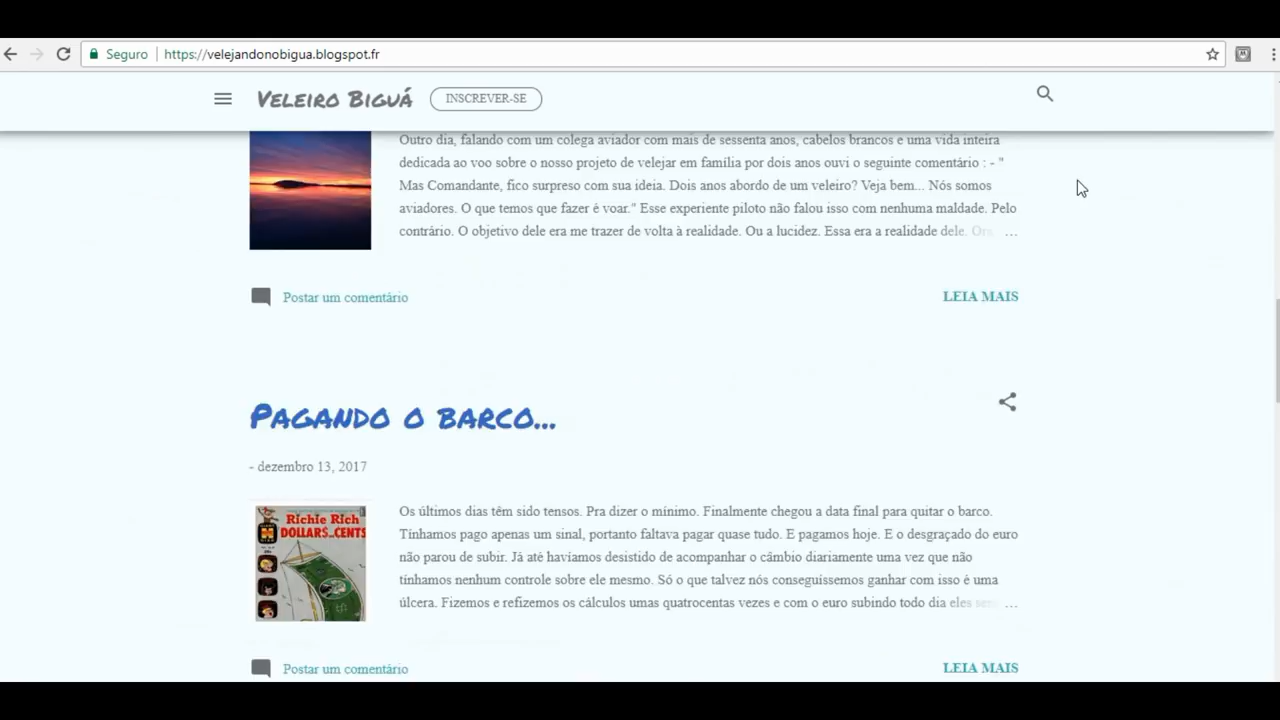 Seguro
https://velejandonobigua.blogspot.fr
Veleiro Biguá
INSCREVER-SE
Outro dia, falando com um colega aviador com mais de sessenta anos, cabelos brancos e uma vida inteira
dedicada ao voo sobre o nosso projeto de velejar em família por dois anos ouvi o seguinte comentário : - "
Mas Comandante, fico surpreso com sua ideia. Dois anos abordo de um veleiro? Veja bem... Nós somos
aviadores. O que temos que fazer é voar." Esse experiente piloto não falou isso com nenhuma maldade. Pelo
contrário. O objetivo dele era me trazer de volta à realidade. Ou a lucidez. Essa era a realidade dele. Ora ...
Postar um comentário
LEIA MAIS
Pagando o barco...
- dezembro 13, 2017
Richie Rich
DOLLARS and CENTS
Os últimos dias têm sido tensos. Pra dizer o mínimo. Finalmente chegou a data final para quitar o barco.
Tínhamos pago apenas um sinal, portanto faltava pagar quase tudo. E pagamos hoje. E o desgraçado do euro
não parou de subir. Já até havíamos desistido de acompanhar o câmbio diariamente uma vez que não
tínhamos nenhum controle sobre ele mesmo. Só o que talvez nós conseguíssemos ganhar com isso é uma
úlcera. Fizemos e refizemos os cálculos umas quatrocentas vezes e com o euro subindo todo dia eles ...
Postar um comentário
LEIA MAIS